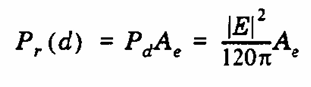 P_r(d) = P_d A_e = |E|^2 / 120π A_e